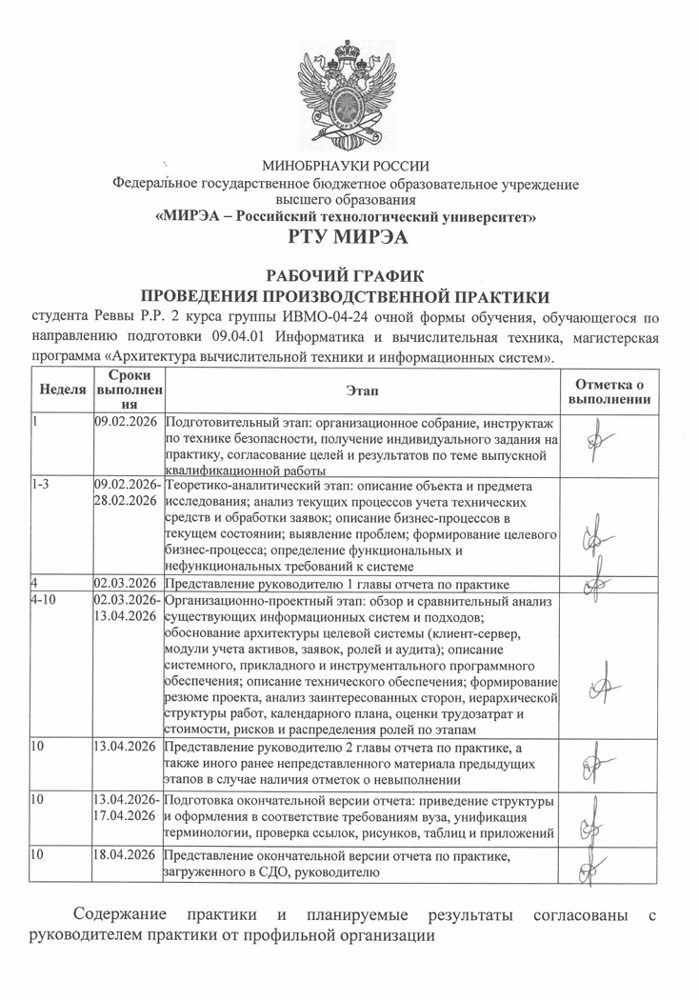 МИНОБРНАУКИ РОССИИ
Федеральное государственное бюджетное образовательное учреждение
высшего образования
«МИРЭА – Российский технологический университет»
РТУ МИРЭА
РАБОЧИЙ ГРАФИК
ПРОВЕДЕНИЯ ПРОИЗВОДСТВЕННОЙ ПРАКТИКИ
студента Реввы Р.Р. 2 курса группы ИВМО-04-24 очной формы обучения, обучающегося по
направлению подготовки 09.04.01 Информатика и вычислительная техника, магистерская
программа «Архитектура вычислительной техники и информационных систем».
Неделя
Сроки
выполнен
ия
Этап
Отметка о
выполнении
1
09.02.2026
Подготовительный этап: организационное собрание, инструктаж
по технике безопасности, получение индивидуального задания на
практику, согласование целей и результатов по теме выпускной
квалификационной работы
1-3
09.02.2026-
28.02.2026
Теоретико-аналитический этап: описание объекта и предмета
исследования; анализ текущих процессов учета технических
средств и обработки заявок; описание бизнес-процессов в
текущем состоянии; выявление проблем; формирование целевого
бизнес-процесса; определение функциональных и
нефункциональных требований к системе
4
02.03.2026
Представление руководителю 1 главы отчета по практике
4-10
02.03.2026-
13.04.2026
Организационно-проектный этап: обзор и сравнительный анализ
существующих информационных систем и подходов;
обоснование архитектуры целевой системы (клиент-сервер,
модули учета активов, заявок, ролей и аудита); описание
системного, прикладного и инструментального программного
обеспечения; описание технического обеспечения; формирование
резюме проекта, анализ заинтересованных сторон, иерархической
структуры работ, календарного плана, оценки трудозатрат и
стоимости, рисков и распределения ролей по этапам
10
13.04.2026
Представление руководителю 2 главы отчета по практике, а
также иного ранее непредставленного материала предыдущих
этапов в случае наличия отметок о невыполнении
10
13.04.2026-
17.04.2026
Подготовка окончательной версии отчета: приведение структуры
и оформления в соответствие требованиям вуза, унификация
терминологии, проверка ссылок, рисунков, таблиц и приложений
10
18.04.2026
Представление окончательной версии отчета по практике,
загруженного в СДО, руководителю
Содержание практики и планируемые результаты согласованы с
руководителем практики от профильной организации